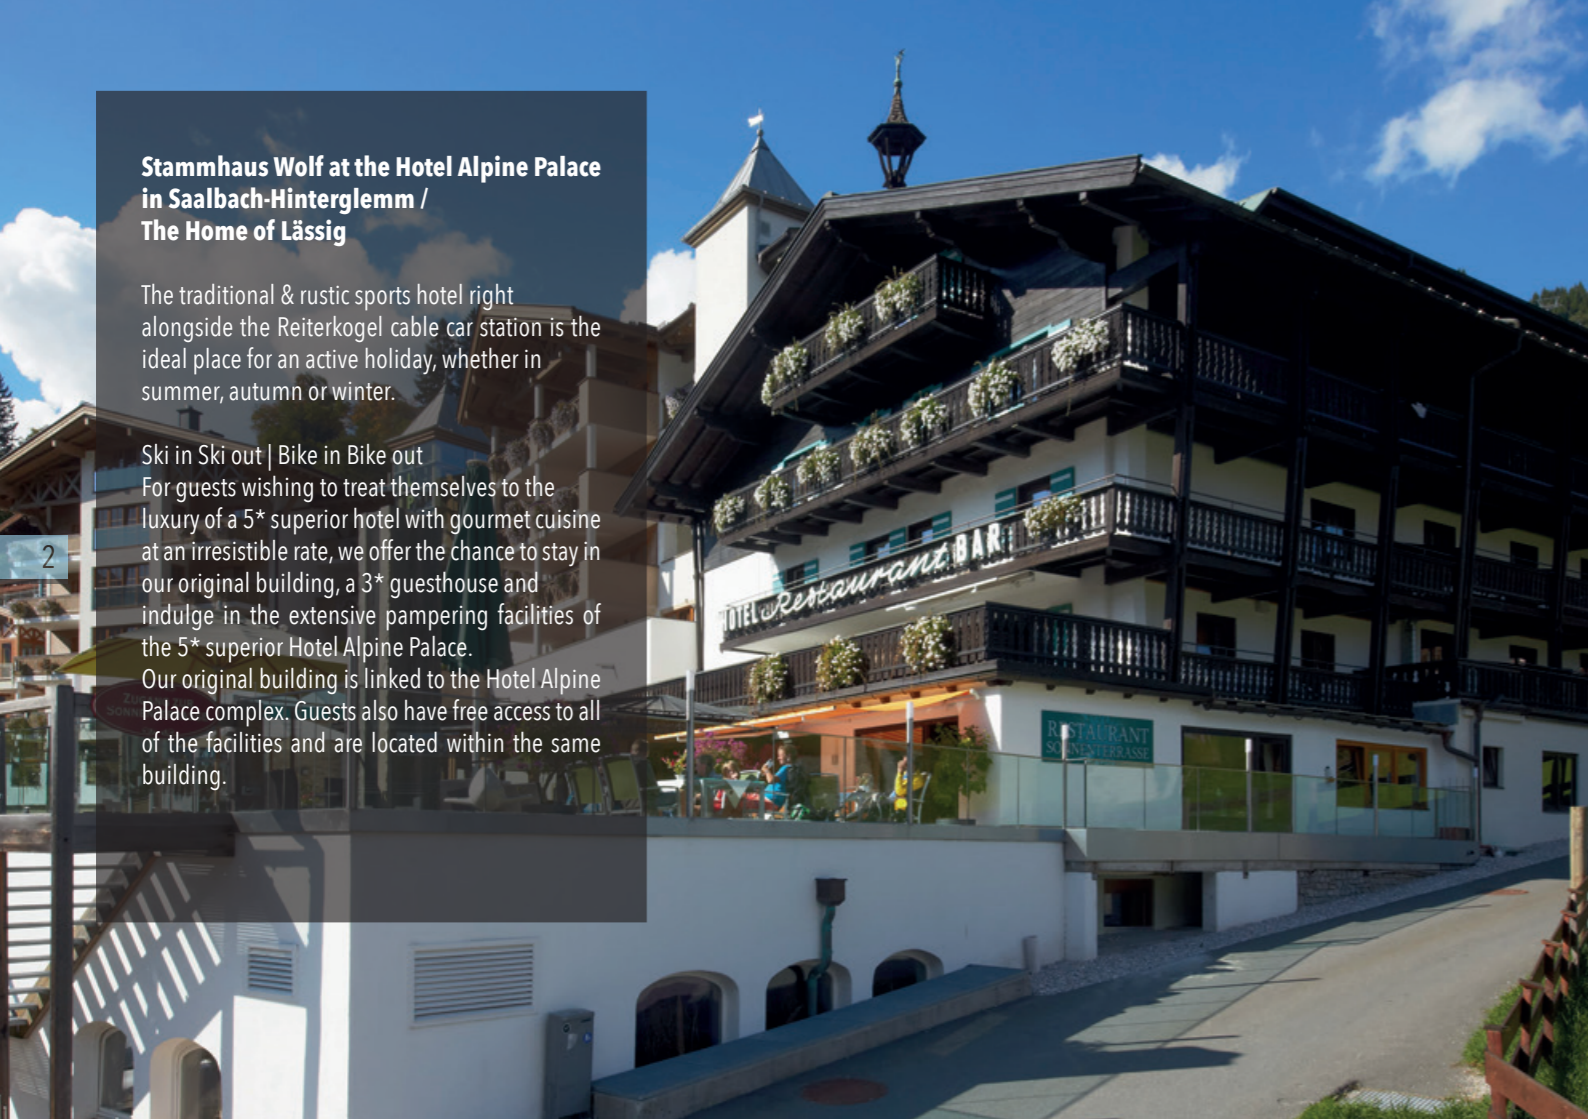 Stammhaus Wolf at the Hotel Alpine Palace
in Saalbach-Hinterglemm /
The Home of Lässig
The traditional & rustic sports hotel right
alongside the Reiterkogel cable car station is the
ideal place for an active holiday, whether in
summer, autumn or winter.
Ski in Ski out | Bike in Bike out
For guests wishing to treat themselves to the
luxury of a 5* superior hotel with gourmet cuisine
at an irresistible rate, we offer the chance to stay in
our original building, a 3* guesthouse and
indulge in the extensive pampering facilities of
the 5* superior Hotel Alpine Palace.
Our original building is linked to the Hotel Alpine
Palace complex. Guests also have free access to all
of the facilities and are located within the same
building.
2
HOTEL Restaurant BAR
RESTAURANT
SONNENTERRASSE